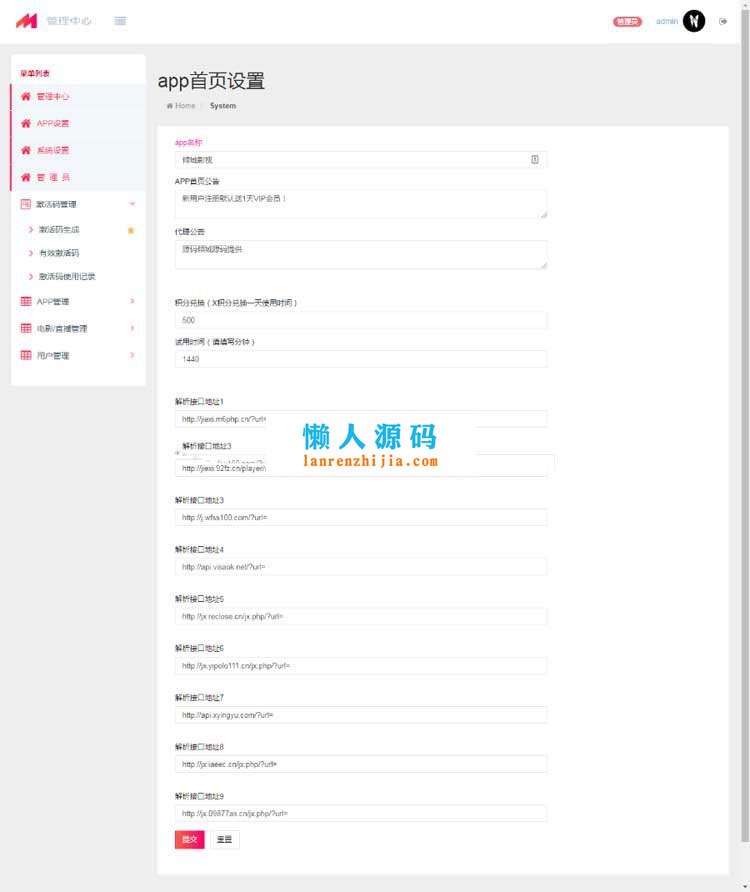 管理中心
管理员
admin
菜单列表
管理中心
APP设置
系统设置
管 理 员
激活码管理
激活码生成
有效激活码
激活码使用记录
APP管理
电影/直播管理
用户管理
app首页设置
Home / System
app名称
倾城影视
APP首页公告
新用户注册默认送1天VIP会员！
代理公告
源码倾城源码提供
积分兑换（X积分兑换一天使用时间）
500
试用时间（请填写分钟）
1440
解析接口地址1
http://jiexi.m6php.cn/?url=
解析接口地址3
http://jiexi.92fz.cn/player/
懒人源码
lanrenzhijia.com
解析接口地址3
http://j.wfss100.com/?url=
解析接口地址4
http://api.visaok.net/?url=
解析接口地址5
http://jx.reclose.cn/jx.php/?url=
解析接口地址6
http://jx.yipolo111.cn/jx.php/?url=
解析接口地址7
http://api.xyingyu.com/?url=
解析接口地址8
http://jx.iaeec.cn/jx.php/?url=
解析接口地址9
http://jx.09877as.cn/jx.php/?url=
提交
重置